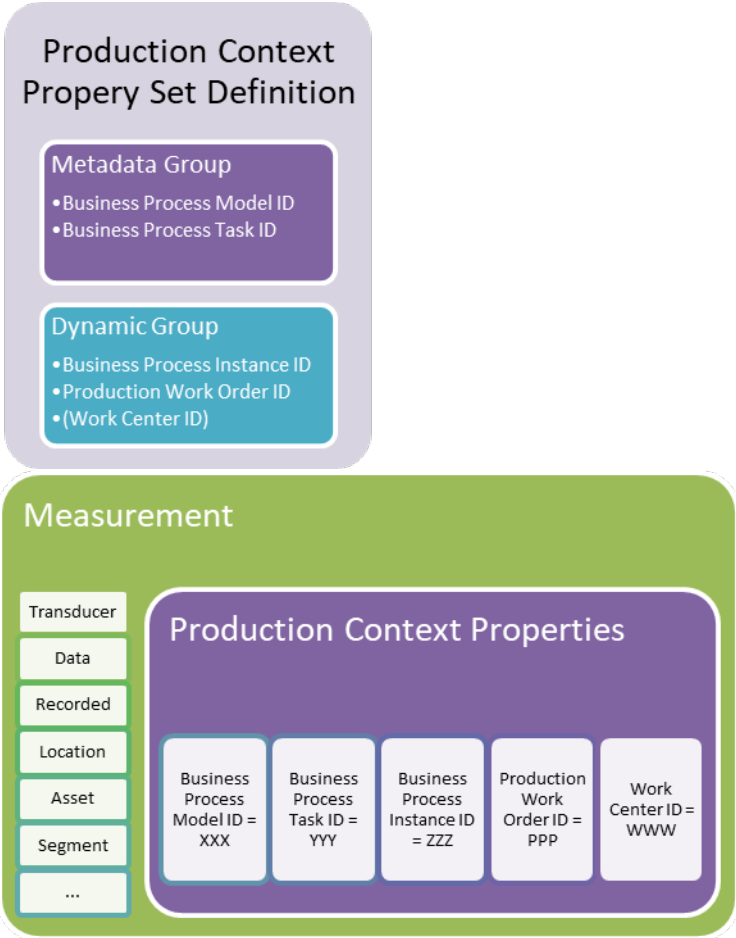 Production Context
Propery Set Definition
Metadata Group
•Business Process Model ID
•Business Process Task ID
Dynamic Group
•Business Process Instance ID
•Production Work Order ID
•(Work Center ID)
Measurement
Transducer
Data
Recorded
Location
Asset
Segment
...
Production Context Properties
Business
Process
Model ID =
XXX
Business
Process
Task ID =
YYY
Business
Process
Instance ID
= ZZZ
Production
Work
Order ID =
PPP
Work
Center ID =
WWW